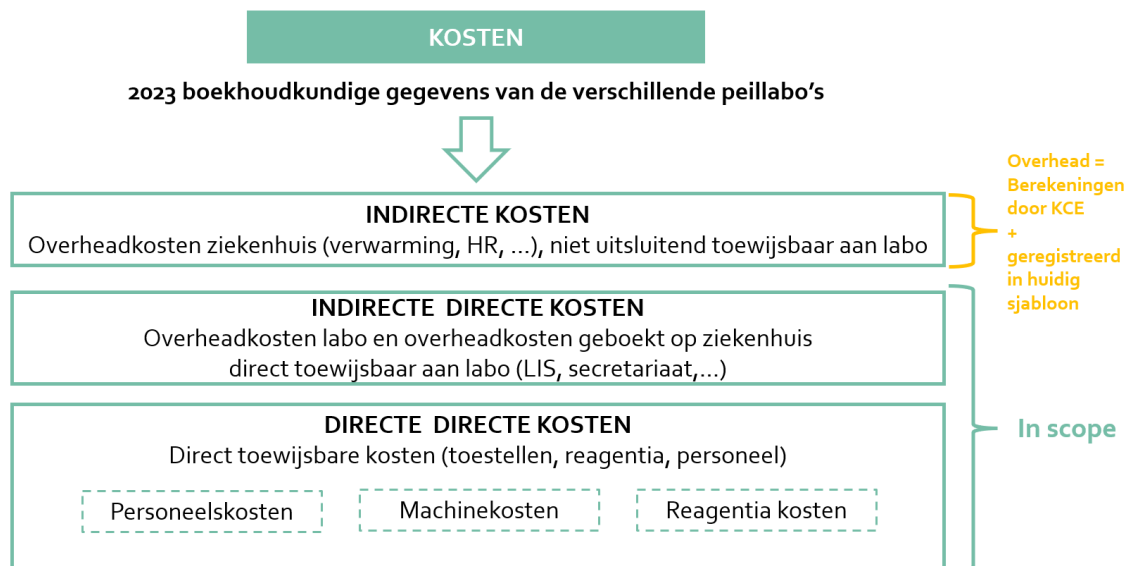 KOSTEN
2023 boekhoudkundige gegevens van de verschillende peillabo's
INDIRECTE KOSTEN
Overheadkosten ziekenhuis (verwarming, HR, ...), niet uitsluitend toewijsbaar aan labo
Overhead =
Berekeningen
door KCE
+
geregistreerd
in huidig
sjabloon
INDIRECTE DIRECTE KOSTEN
Overheadkosten labo en overheadkosten geboekt op ziekenhuis
direct toewijsbaar aan labo (LIS, secretariaat,...)
DIRECTE DIRECTE KOSTEN
Direct toewijsbare kosten (toestellen, reagentia, personeel)
Personeelskosten
Machinekosten
Reagentia kosten
In scope